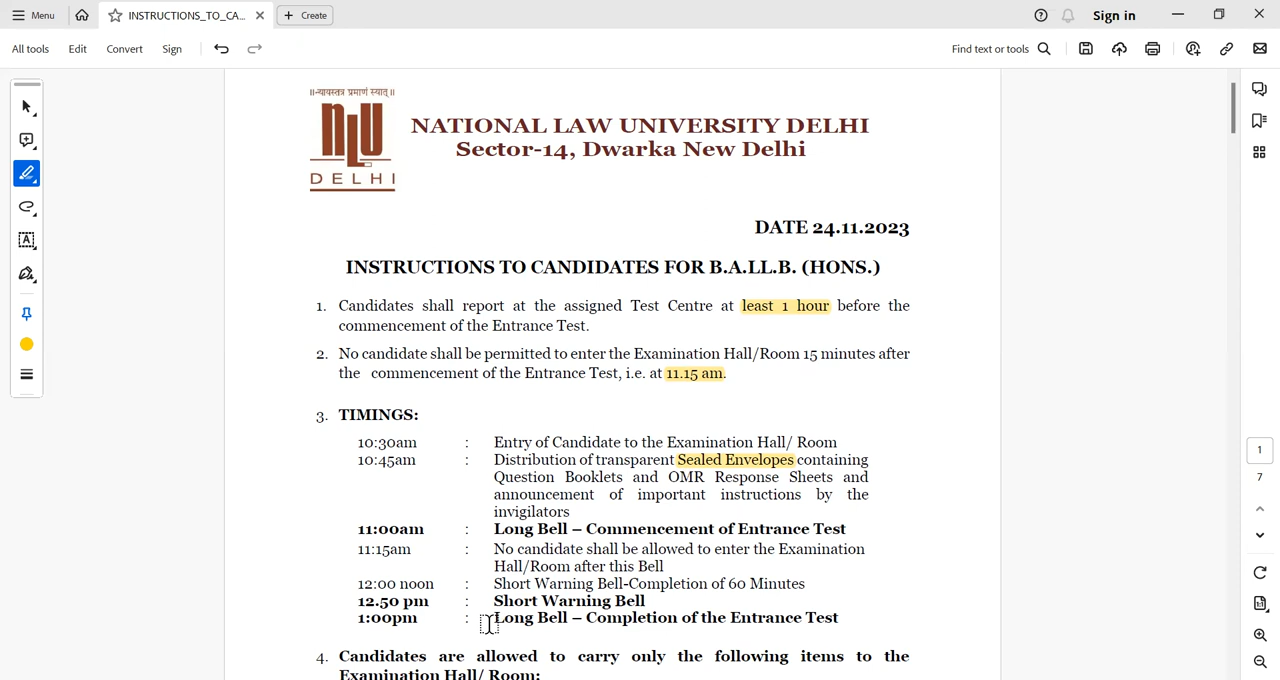 Menu
INSTRUCTIONS_TO_CA...
Create
Sign in
All tools Edit Convert Sign
Find text or tools
॥न्यायस्तत्र प्रमाणं स्यात्॥
nlu
DELHI
NATIONAL LAW UNIVERSITY DELHI
Sector-14, Dwarka New Delhi
DATE 24.11.2023
INSTRUCTIONS TO CANDIDATES FOR B.A.LL.B. (HONS.)
1. Candidates shall report at the assigned Test Centre at least 1 hour before the
commencement of the Entrance Test.
2. No candidate shall be permitted to enter the Examination Hall/Room 15 minutes after
the commencement of the Entrance Test, i.e. at 11.15 am.
3. TIMINGS:
10:30am : Entry of Candidate to the Examination Hall/ Room
10:45am : Distribution of transparent Sealed Envelopes containing
Question Booklets and OMR Response Sheets and
announcement of important instructions by the
invigilators
11:00am : Long Bell – Commencement of Entrance Test
11:15am : No candidate shall be allowed to enter the Examination
Hall/Room after this Bell
12:00 noon : Short Warning Bell-Completion of 60 Minutes
12.50 pm : Short Warning Bell
1:00pm : Long Bell – Completion of the Entrance Test
4. Candidates are allowed to carry only the following items to the
Examination Hall/ Room:
1
7